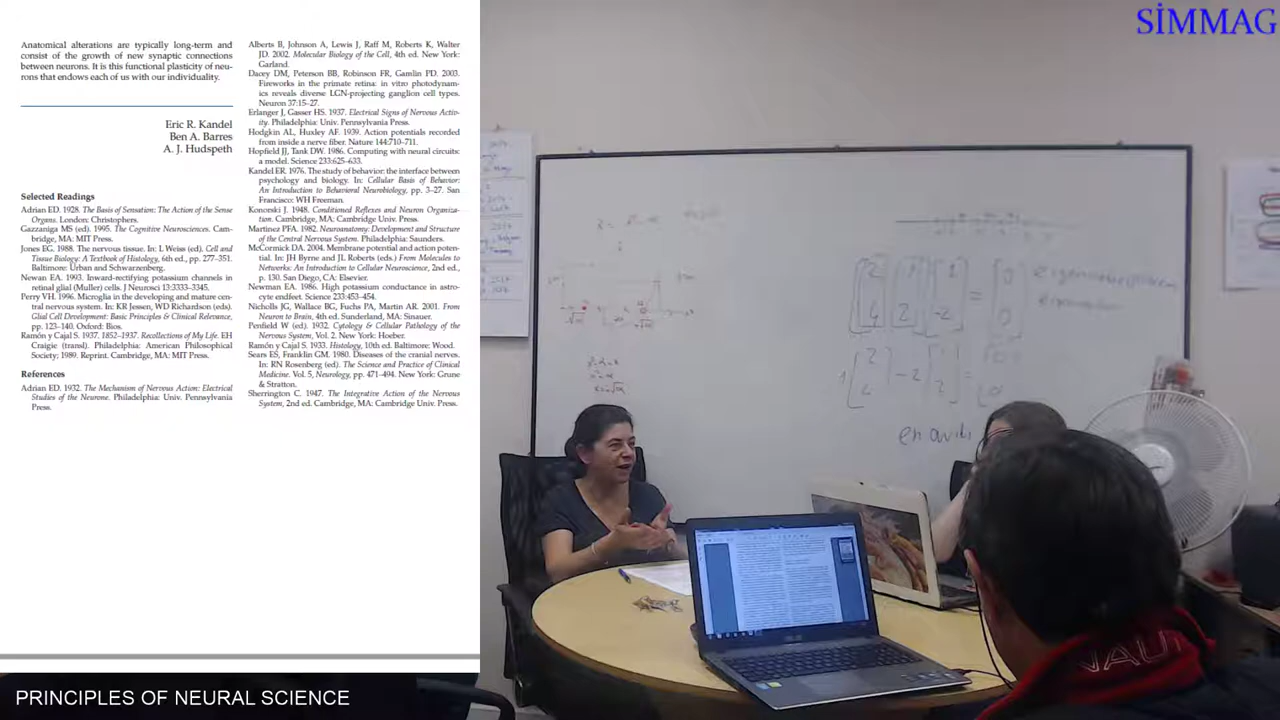 SİMMAG
Anatomical alterations are typically long-term and
consist of the growth of new synaptic connections
between neurons. It is this functional plasticity of neu-
rons that endows each of us with our individuality.
Eric R. Kandel
Ben A. Barres
A. J. Hudspeth
Selected Readings
Adrian ED. 1928. The Basis of Sensation: The Action of the Sense
Organs. London: Christophers.
Gazzaniga MS (ed). 1995. The Cognitive Neurosciences. Cam-
bridge, MA: MIT Press.
Jones EG. 1988. The nervous tissue. In: L Weiss (ed). Cell and
Tissue Biology: A Textbook of Histology, 6th ed., pp. 277–351.
Baltimore: Urban and Schwarzenberg.
Newan EA. 1993. Inward-rectifying potassium channels in
retinal glial (Muller) cells. J Neurosci 13:3333–3345.
Perry VH. 1996. Microglia in the developing and mature cen-
tral nervous system. In: KR Jessen, WD Richardson (eds).
Glial Cell Development: Basic Principles & Clinical Relevance,
pp. 123–140. Oxford: Bios.
Ramón y Cajal S. 1937. 1852–1937. Recollections of My Life. EH
Craigie (transl). Philadelphia: American Philosophical
Society; 1989. Reprint. Cambridge, MA: MIT Press.
References
Adrian ED. 1932. The Mechanism of Nervous Action: Electrical
Studies of the Neurone. Philadelphia: Univ. Pennsylvania
Press.
Alberts B, Johnson A, Lewis J, Raff M, Roberts K, Walter
JD. 2002. Molecular Biology of the Cell, 4th ed. New York:
Garland.
Dacey DM, Peterson BB, Robinson FR, Gamlin PD. 2003.
Fireworks in the primate retina: in vitro photodynam-
ics reveals diverse LGN-projecting ganglion cell types.
Neuron 37:15–27.
Erlanger J, Gasser HS. 1937. Electrical Signs of Nervous Activ-
ity. Philadelphia: Univ. Pennsylvania Press.
Hodgkin AL, Huxley AF. 1939. Action potentials recorded
from inside a nerve fiber. Nature 144:710–711.
Hopfield JJ, Tank DW. 1986. Computing with neural circuits:
a model. Science 233:625–633.
Kandel ER. 1976. The study of behavior: the interface between
psychology and biology. In: Cellular Basis of Behavior:
An Introduction to Behavioral Neurobiology, pp. 3–27. San
Francisco: WH Freeman.
Konorski J. 1948. Conditioned Reflexes and Neuron Organiza-
tion. Cambridge, MA: Cambridge Univ. Press.
Martinez PFA. 1982. Neuroanatomy: Development and Structure
of the Central Nervous System. Philadelphia: Saunders.
McCormick DA. 2004. Membrane potential and action poten-
tial. In: JH Byrne and JL Roberts (eds.) From Molecules to
Networks: An Introduction to Cellular Neuroscience, 2nd ed.,
p. 130. San Diego, CA: Elsevier.
Newman EA. 1986. High potassium conductance in astro-
cyte endfeet. Science 233:453–454.
Nicholls JG, Wallace BG, Fuchs PA, Martin AR. 2001. From
Neuron to Brain, 4th ed. Sunderland, MA: Sinauer.
Penfield W (ed). 1932. Cytology & Cellular Pathology of the
Nervous System, Vol. 2. New York: Hoeber.
Ramón y Cajal S. 1933. Histology, 10th ed. Baltimore: Wood.
Sears ES, Franklin GM. 1980. Diseases of the cranial nerves.
In: RN Rosenberg (ed). The Science and Practice of Clinical
Medicine. Vol. 5, Neurology, pp. 471–494. New York: Grune
& Stratton.
Sherrington C. 1947. The Integrative Action of the Nervous
System, 2nd ed. Cambridge, MA: Cambridge Univ. Press.
PRINCIPLES OF NEURAL SCIENCE